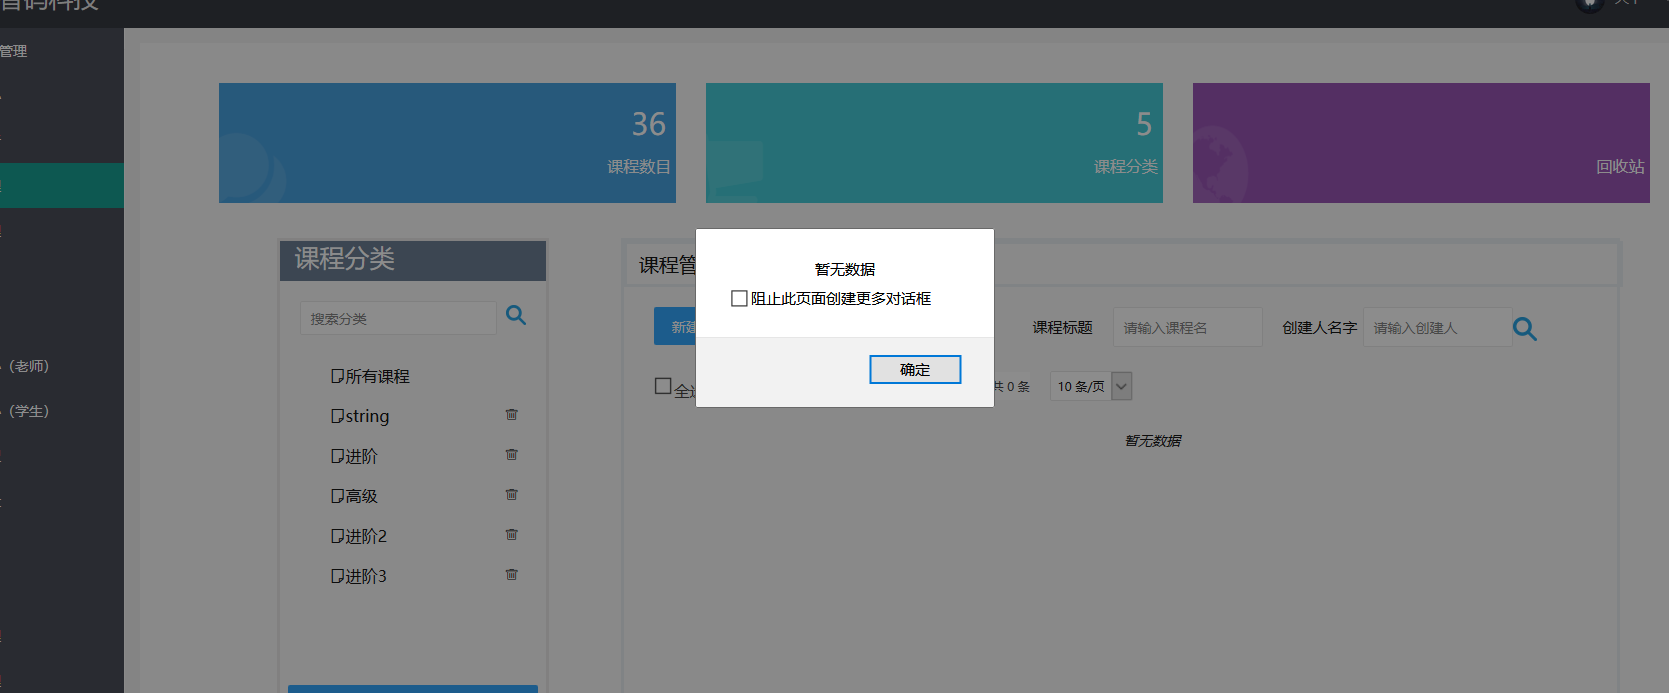 首码科技
管理
36
课程数目
5
课程分类
回收站
（老师）
（学生）
课程分类
搜索分类
所有课程
string
进阶
高级
进阶2
进阶3
课程管
新建
课程标题
请输入课程名
创建人名字
请输入创建人
全选
共 0 条
10 条/页
暂无数据
暂无数据
阻止此页面创建更多对话框
确定